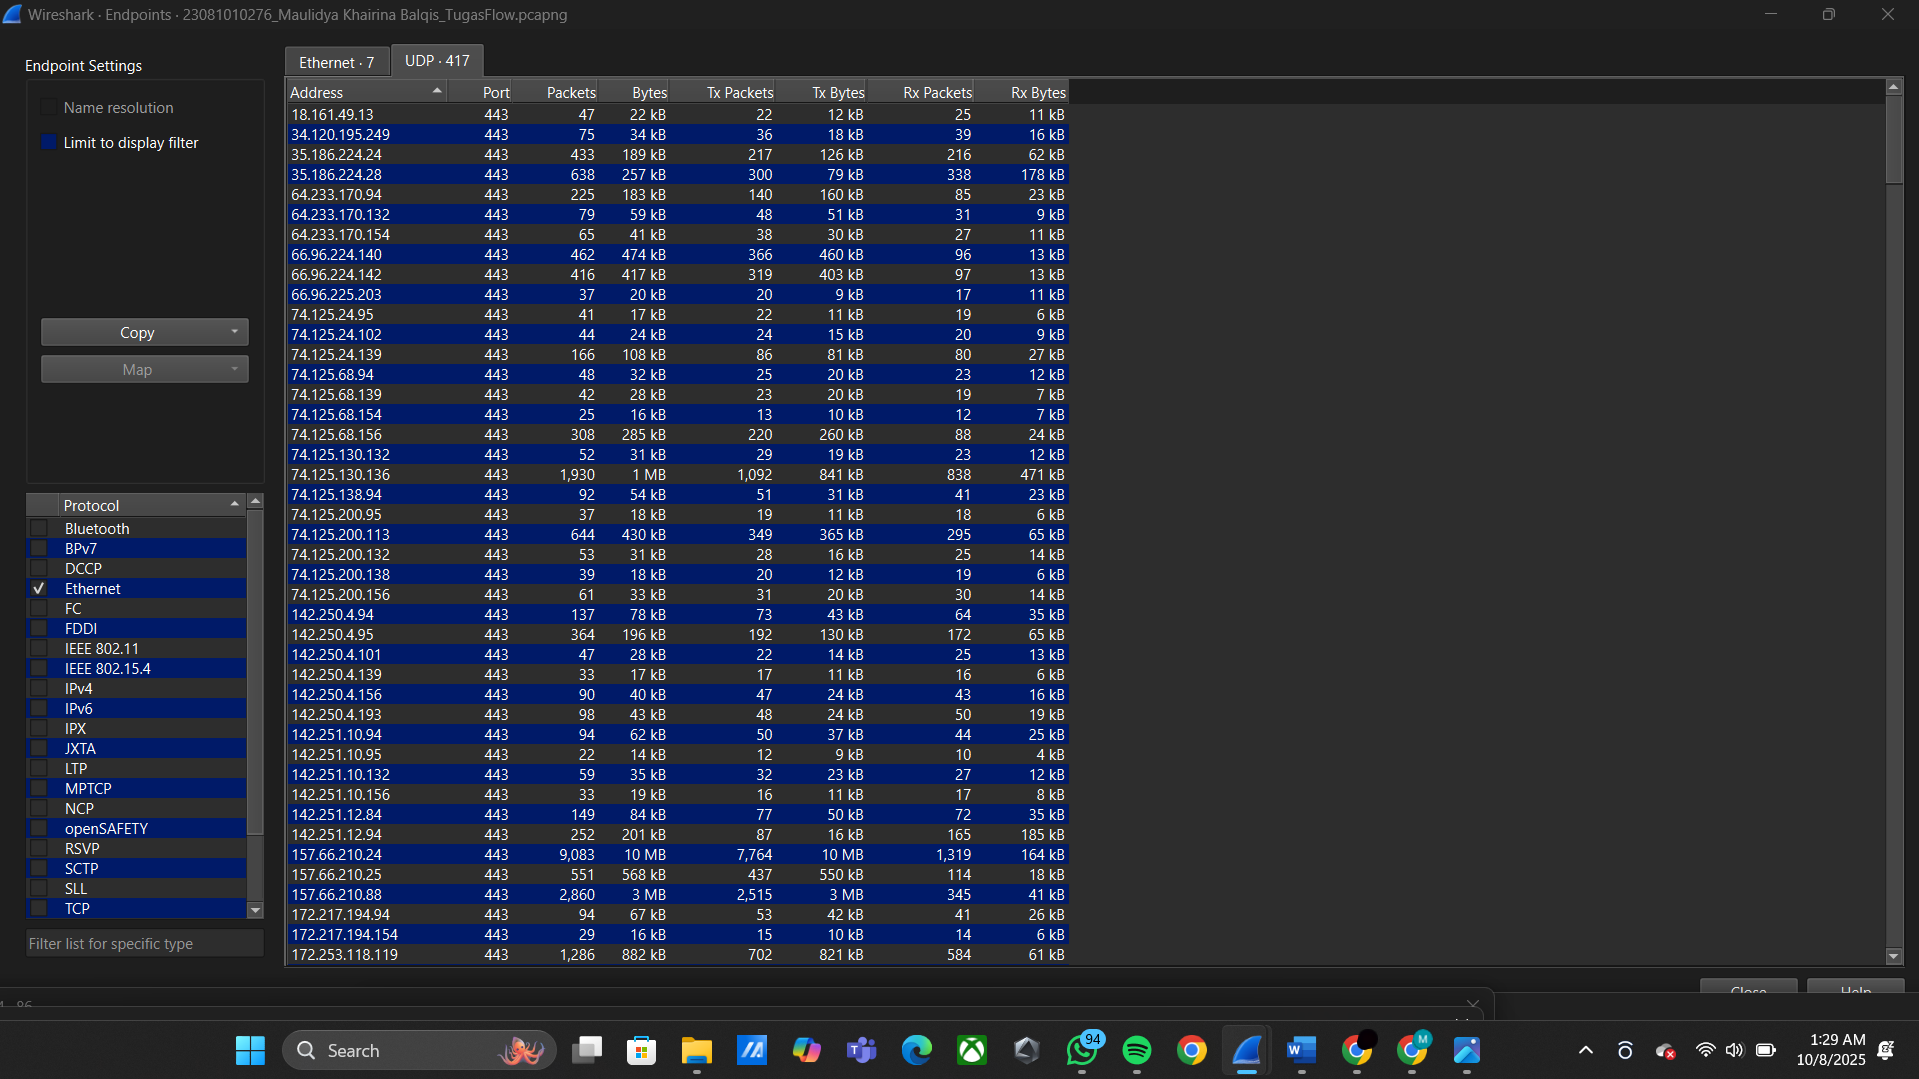 Wireshark · Endpoints · 23081010276_Maulidya Khairina Balqis_TugasFlow.pcapng
Endpoint Settings
Name resolution
Limit to display filter
Copy
Map
Protocol
Bluetooth
BPv7
DCCP
Ethernet
FC
FDDI
IEEE 802.11
IEEE 802.15.4
IPv4
IPv6
IPX
JXTA
LTP
MPTCP
NCP
openSAFETY
RSVP
SCTP
SLL
TCP
Filter list for specific type
Ethernet · 7 UDP · 417
Address Port Packets Bytes Tx Packets Tx Bytes Rx Packets Rx Bytes
18.161.49.13 443 47 22 kB 22 12 kB 25 11 kB
34.120.195.249 443 75 34 kB 36 18 kB 39 16 kB
35.186.224.24 443 433 189 kB 217 126 kB 216 62 kB
35.186.224.28 443 638 257 kB 300 79 kB 338 178 kB
64.233.170.94 443 225 183 kB 140 160 kB 85 23 kB
64.233.170.132 443 79 59 kB 48 51 kB 31 9 kB
64.233.170.154 443 65 41 kB 38 30 kB 27 11 kB
66.96.224.140 443 462 474 kB 366 460 kB 96 13 kB
66.96.224.142 443 416 417 kB 319 403 kB 97 13 kB
66.96.225.203 443 37 20 kB 20 9 kB 17 11 kB
74.125.24.95 443 41 17 kB 22 11 kB 19 6 kB
74.125.24.102 443 44 24 kB 24 15 kB 20 9 kB
74.125.24.139 443 166 108 kB 86 81 kB 80 27 kB
74.125.68.94 443 48 32 kB 25 20 kB 23 12 kB
74.125.68.139 443 42 28 kB 23 20 kB 19 7 kB
74.125.68.154 443 25 16 kB 13 10 kB 12 7 kB
74.125.68.156 443 308 285 kB 220 260 kB 88 24 kB
74.125.130.132 443 52 31 kB 29 19 kB 23 12 kB
74.125.130.136 443 1,930 1 MB 1,092 841 kB 838 471 kB
74.125.138.94 443 92 54 kB 51 31 kB 41 23 kB
74.125.200.95 443 37 18 kB 19 11 kB 18 6 kB
74.125.200.113 443 644 430 kB 349 365 kB 295 65 kB
74.125.200.132 443 53 31 kB 28 16 kB 25 14 kB
74.125.200.138 443 39 18 kB 20 12 kB 19 6 kB
74.125.200.156 443 61 33 kB 31 20 kB 30 14 kB
142.250.4.94 443 137 78 kB 73 43 kB 64 35 kB
142.250.4.95 443 364 196 kB 192 130 kB 172 65 kB
142.250.4.101 443 47 28 kB 22 14 kB 25 13 kB
142.250.4.139 443 33 17 kB 17 11 kB 16 6 kB
142.250.4.156 443 90 40 kB 47 24 kB 43 16 kB
142.250.4.193 443 98 43 kB 48 24 kB 50 19 kB
142.251.10.94 443 94 62 kB 50 37 kB 44 25 kB
142.251.10.95 443 22 14 kB 12 9 kB 10 4 kB
142.251.10.132 443 59 35 kB 32 23 kB 27 12 kB
142.251.10.156 443 33 19 kB 16 11 kB 17 8 kB
142.251.12.84 443 149 84 kB 77 50 kB 72 35 kB
142.251.12.94 443 252 201 kB 87 16 kB 165 185 kB
157.66.210.24 443 9,083 10 MB 7,764 10 MB 1,319 164 kB
157.66.210.25 443 551 568 kB 437 550 kB 114 18 kB
157.66.210.88 443 2,860 3 MB 2,515 3 MB 345 41 kB
172.217.194.94 443 94 67 kB 53 42 kB 41 26 kB
172.217.194.154 443 29 16 kB 15 10 kB 14 6 kB
172.253.118.119 443 1,286 882 kB 702 821 kB 584 61 kB
Close Help
Search
94
M
1:29 AM
10/8/2025